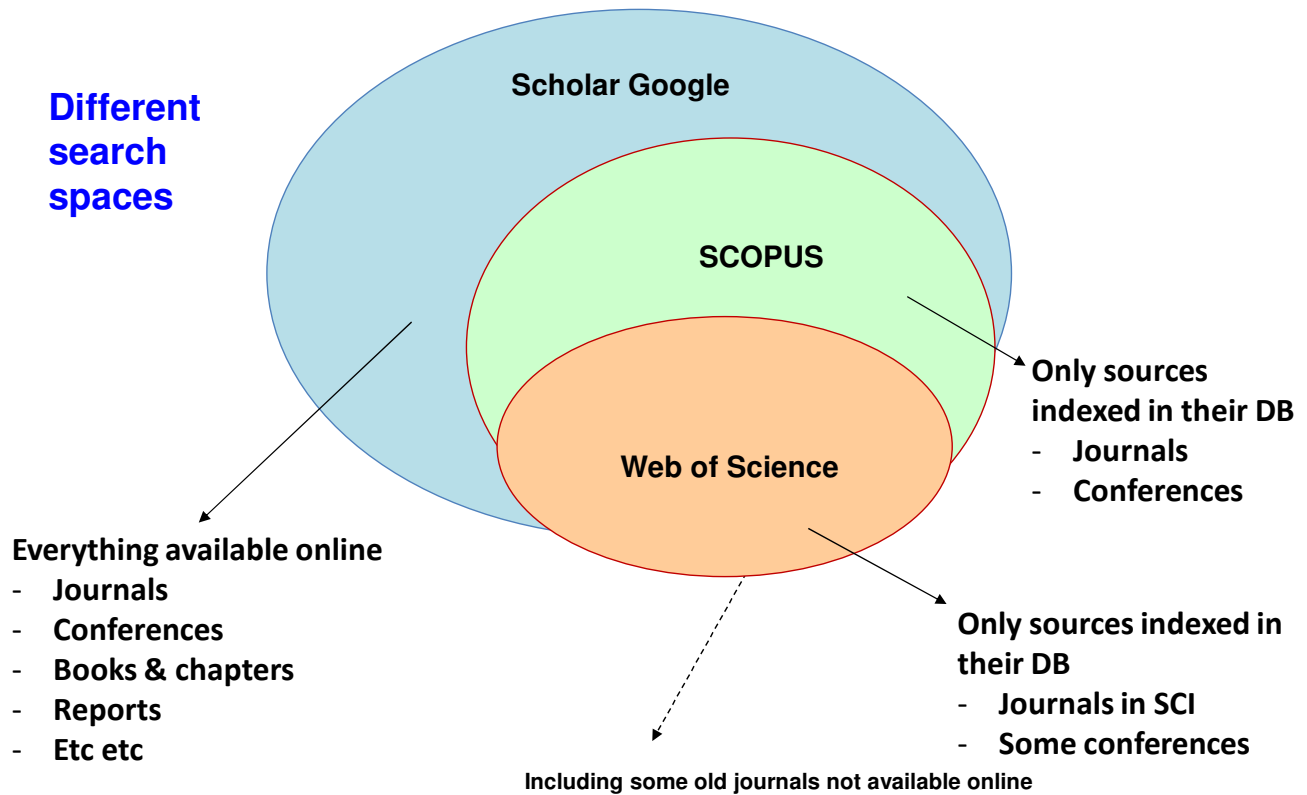 Different
search
spaces
Scholar Google
SCOPUS
Web of Science
Only sources
indexed in their DB
- Journals
- Conferences
Everything available online
- Journals
- Conferences
- Books & chapters
- Reports
- Etc etc
Only sources indexed in
their DB
- Journals in SCI
- Some conferences
Including some old journals not available online